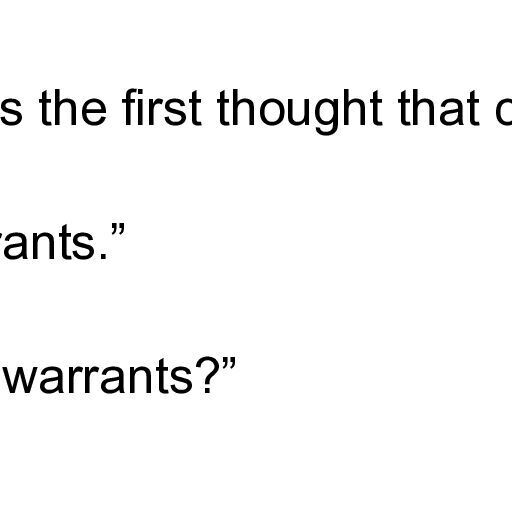 s the first thought that c
rants.”
warrants?”